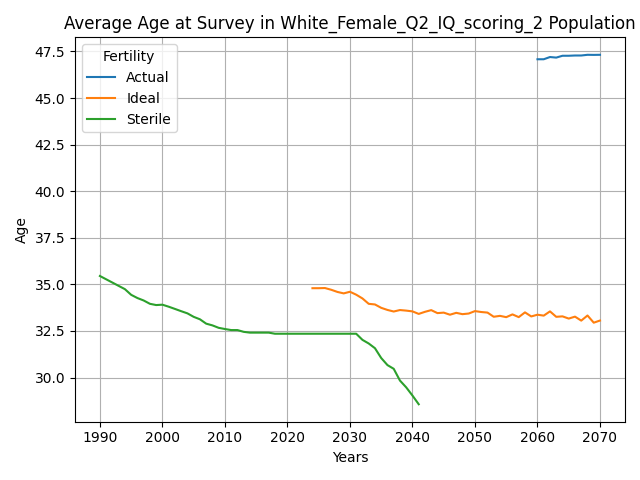 Average Age at Survey in White_Female_Q2_IQ_scoring_2 Population
Fertility
Actual
Ideal
Sterile
47.5
45.0
42.5
40.0
37.5
35.0
32.5
30.0
Age
1990 2000 2010 2020 2030 2040 2050 2060 2070
Years